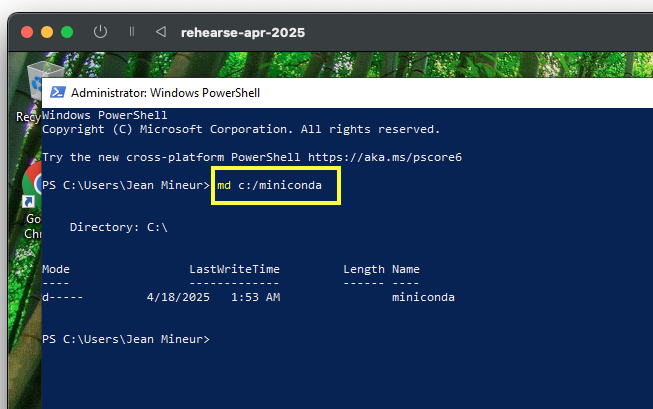 rehearse-apr-2025
Recy
Administrator: Windows PowerShell
Windows PowerShell
Copyright (C) Microsoft Corporation. All rights reserved.
Try the new cross-platform PowerShell https://aka.ms/pscore6
PS C:\Users\Jean Mineur> md c:/miniconda
Go
Chr
Directory: C:\
Mode LastWriteTime Length Name
---- ------------- ------ ----
d----- 4/18/2025 1:53 AM miniconda
PS C:\Users\Jean Mineur>